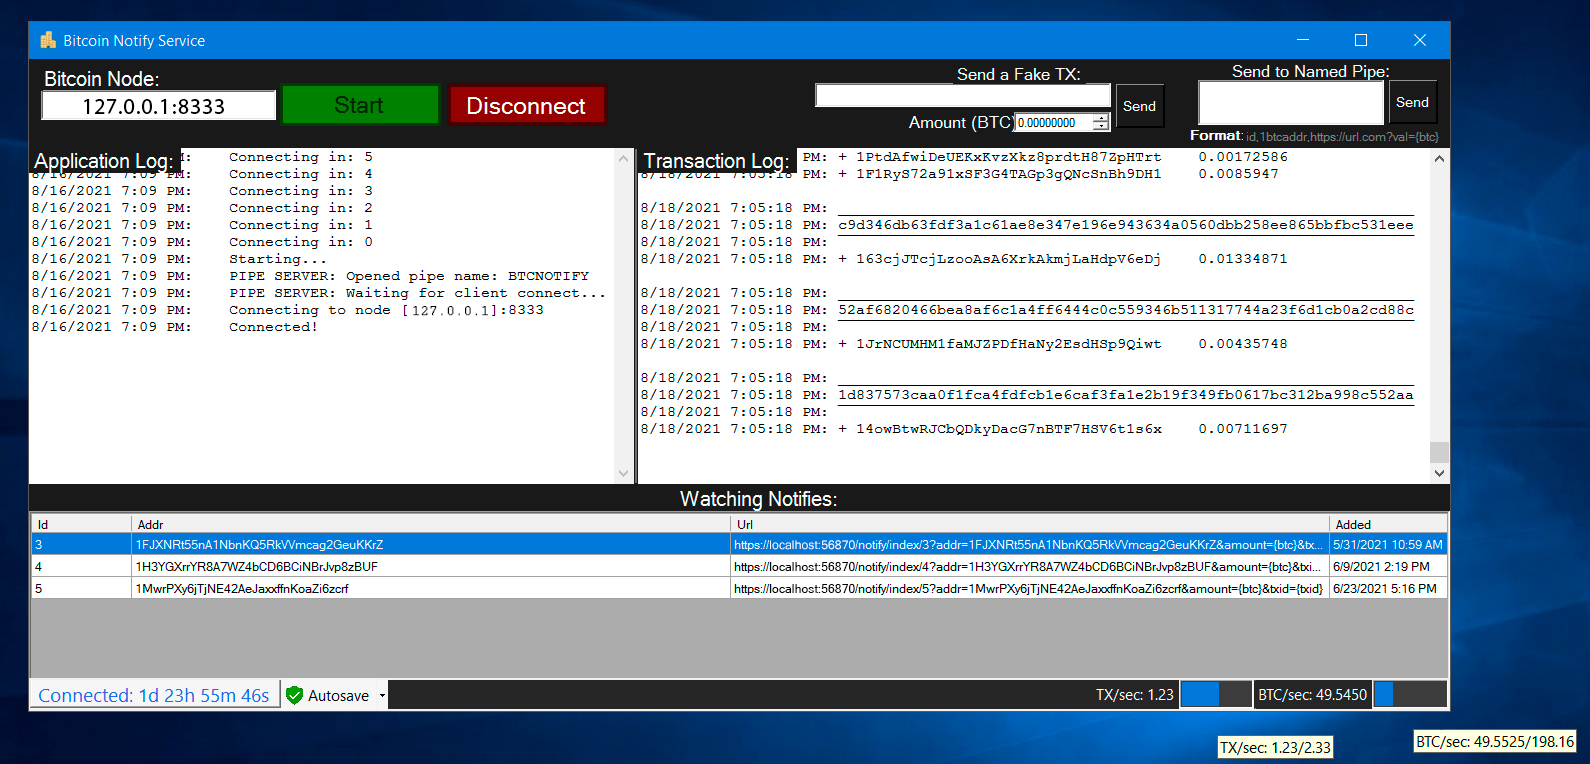 Bitcoin Notify Service
Bitcoin Node:
127.0.0.1:8333
Start
Disconnect
Send a Fake TX:
Send
Amount (BTC)
0.00000000
Send to Named Pipe:
Send
Format: id,1btcaddr,https://url.com?val={btc}
Application Log:
M:    Connecting in: 5
8/16/2021 7:09 PM:    Connecting in: 4
8/16/2021 7:09 PM:    Connecting in: 3
8/16/2021 7:09 PM:    Connecting in: 2
8/16/2021 7:09 PM:    Connecting in: 1
8/16/2021 7:09 PM:    Connecting in: 0
8/16/2021 7:09 PM:    Starting...
8/16/2021 7:09 PM:    PIPE SERVER: Opened pipe name: BTCNOTIFY
8/16/2021 7:09 PM:    PIPE SERVER: Waiting for client connect...
8/16/2021 7:09 PM:    Connecting to node [127.0.0.1]:8333
8/16/2021 7:09 PM:    Connected!
Transaction Log:
PM: + 1PtdAfwiDeUEKxKvzXkz8prdtH87ZpHTrt    0.00172586
8/18/2021 7:05:18 PM: + 1F1RyS72a91xSF3G4TAGp3gQNcSnBh9DH1    0.0085947
8/18/2021 7:05:18 PM:
8/18/2021 7:05:18 PM: c9d346db63fdf3a1c61ae8e347e196e943634a0560dbb258ee865bbfbc531eee
8/18/2021 7:05:18 PM:
8/18/2021 7:05:18 PM: + 163cjJTcjLzooAsA6XrkAkmjLaHdpV6eDj    0.01334871
8/18/2021 7:05:18 PM:
8/18/2021 7:05:18 PM: 52af6820466bea8af6c1a4ff6444c0c559346b511317744a23f6d1cb0a2cd88c
8/18/2021 7:05:18 PM:
8/18/2021 7:05:18 PM: + 1JrNCUMHM1faMJZPDfHaNy2EsdHSp9Qiwt    0.00435748
8/18/2021 7:05:18 PM:
8/18/2021 7:05:18 PM: 1d837573caa0f1fca4fdfcb1e6caf3fa1e2b19f349fb0617bc312ba998c552aa
8/18/2021 7:05:18 PM:
8/18/2021 7:05:18 PM: + 14owBtwRJCbQDkyDacG7nBTF7HSV6t1s6x    0.00711697
Watching Notifies:
Id    Addr    Url    Added
3    1FJXNRt55nA1NbnKQ5RkVVmcag2GeuKKrZ    https://localhost:56870/notify/index/3?addr=1FJXNRt55nA1NbnKQ5RkVVmcag2GeuKKrZ&amount={btc}&tx...    5/31/2021 10:59 AM
4    1H3YGXrrYR8A7WZ4bCD6BCiNBrJvp8zBUF    https://localhost:56870/notify/index/4?addr=1H3YGXrrYR8A7WZ4bCD6BCiNBrJvp8zBUF&amount={btc}&txi...    6/9/2021 2:19 PM
5    1MwrPXy6jTjNE42AeJaxxffnKoaZi6zcrf    https://localhost:56870/notify/index/5?addr=1MwrPXy6jTjNE42AeJaxxffnKoaZi6zcrf&amount={btc}&txid={txid}    6/23/2021 5:16 PM
Connected: 1d 23h 55m 46s
Autosave
TX/sec: 1.23
BTC/sec: 49.5450
TX/sec: 1.23/2.33
BTC/sec: 49.5525/198.16